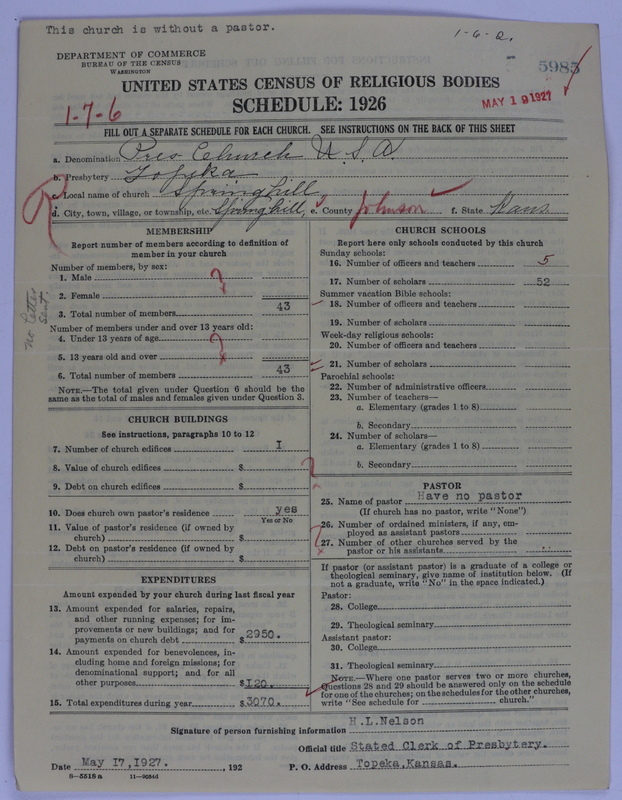 This church is without a pastor.
1-6-2.
DEPARTMENT OF COMMERCE
BUREAU OF THE CENSUS
WASHINGTON
5985
UNITED STATES CENSUS OF RELIGIOUS BODIES
SCHEDULE: 1926
MAY 19 1927
1-7-6
FILL OUT A SEPARATE SCHEDULE FOR EACH CHURCH. SEE INSTRUCTIONS ON THE BACK OF THIS SHEET
a. Denomination Pres Church U.S.A.
b. Presbytery Topeka
c. Local name of church Springhill
d. City, town, village, or township, etc. Springhill, e. County Johnson f. State Kans
MEMBERSHIP
Report number of members according to definition of member in your church
Number of members, by sex:
1. Male ?
2. Female
3. Total number of members 43
Number of members under and over 13 years old:
4. Under 13 years of age ?
5. 13 years old and over
6. Total number of members 43
NOTE.—The total given under Question 6 should be the same as the total of males and females given under Question 3.
no letter sent.
CHURCH BUILDINGS
See instructions, paragraphs 10 to 12
7. Number of church edifices I
8. Value of church edifices $ ?
9. Debt on church edifices $
10. Does church own pastor's residence yes
Yes or No
11. Value of pastor's residence (if owned by church) $
12. Debt on pastor's residence (if owned by church) $
EXPENDITURES
Amount expended by your church during last fiscal year
13. Amount expended for salaries, repairs, and other running expenses; for improvements or new buildings; and for payments on church debt $2950.
14. Amount expended for benevolences, including home and foreign missions; for denominational support; and for all other purposes $I20.
15. Total expenditures during year $3070.
CHURCH SCHOOLS
Report here only schools conducted by this church
Sunday schools:
16. Number of officers and teachers 5
17. Number of scholars 52
Summer vacation Bible schools:
18. Number of officers and teachers
19. Number of scholars
Week-day religious schools:
20. Number of officers and teachers
21. Number of scholars
Parochial schools:
22. Number of administrative officers
23. Number of teachers—
a. Elementary (grades 1 to 8)
b. Secondary
24. Number of scholars—
a. Elementary (grades 1 to 8)
b. Secondary
PASTOR
25. Name of pastor Have no pastor
(If church has no pastor, write "None")
26. Number of ordained ministers, if any, employed as assistant pastors
27. Number of other churches served by the pastor or his assistants
If pastor (or assistant pastor) is a graduate of a college or theological seminary, give name of institution below. (If not a graduate, write "No" in the space indicated.)
Pastor:
28. College
29. Theological seminary
Assistant pastor:
30. College
31. Theological seminary
NOTE.—Where one pastor serves two or more churches, Questions 28 and 29 should be answered only on the schedule for one of the churches; on the schedules for the other churches, write "See schedule for church."
Signature of person furnishing information H.L.Nelson
Official title Stated Clerk of Presbytery.
Date May I7,1927. , 192 P. O. Address Topeka,Kansas.
8-5518 a